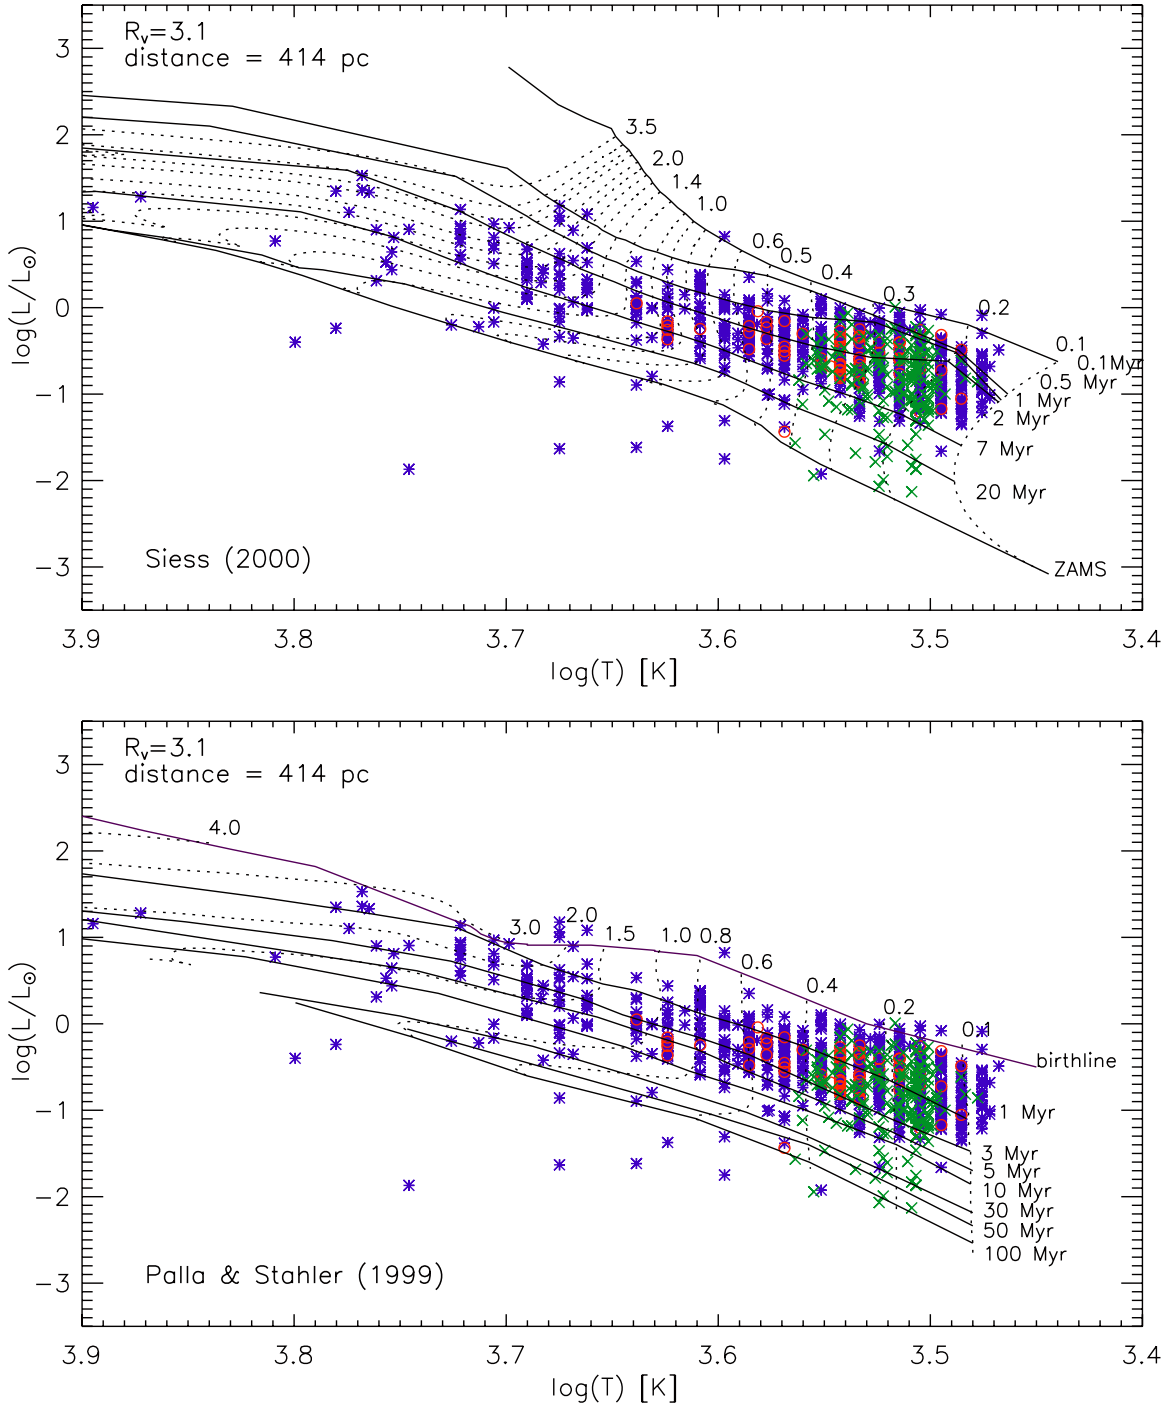 R_v=3.1
distance = 414 pc
3.5
2.0
1.4
1.0
0.6
0.5
0.4
0.3
0.2
0.1
0.1Myr
0.5 Myr
1 Myr
2 Myr
7 Myr
20 Myr
ZAMS
Siess (2000)
3
2
1
0
−1
−2
−3
log(L/L⊙)
3.9 3.8 3.7 3.6 3.5 3.4
log(T) [K]
R_v=3.1
distance = 414 pc
4.0
3.0
2.0
1.5
1.0 0.8
0.6
0.4
0.2
0.1
birthline
1 Myr
3 Myr
5 Myr
10 Myr
30 Myr
50 Myr
100 Myr
Palla & Stahler (1999)
3
2
1
0
−1
−2
−3
log(L/L⊙)
3.9 3.8 3.7 3.6 3.5 3.4
log(T) [K]